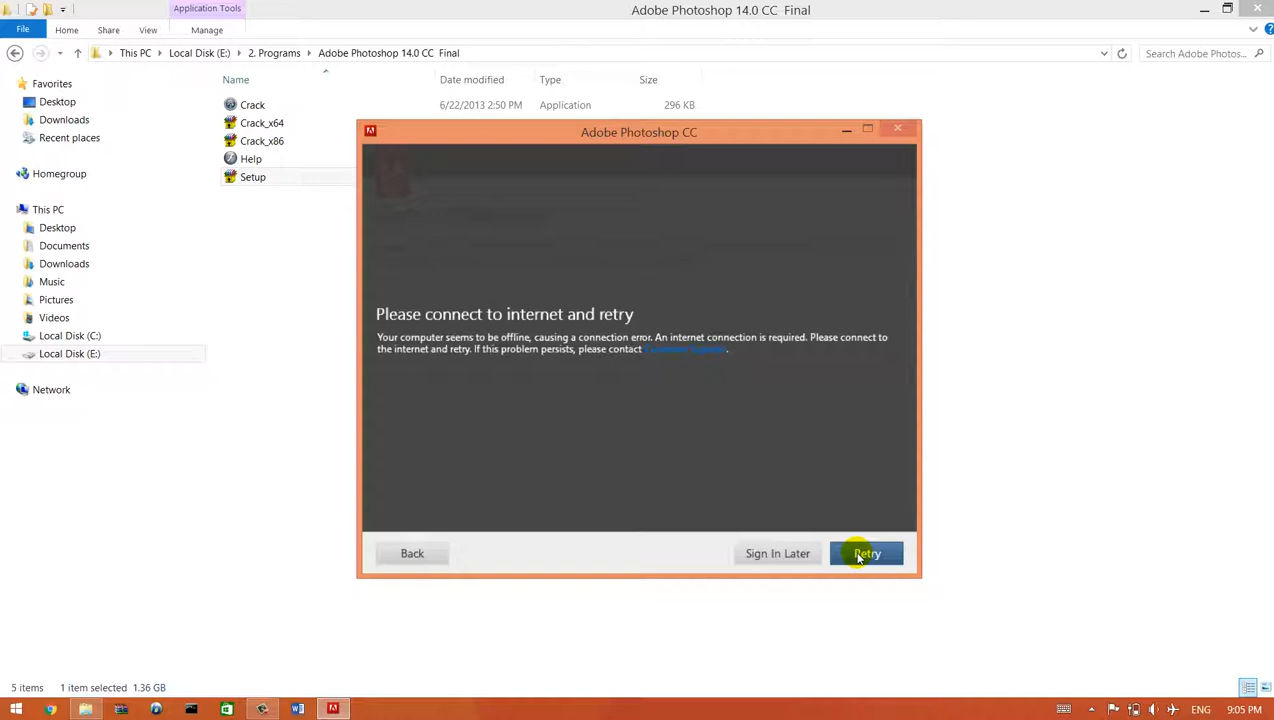 Application Tools
Adobe Photoshop 14.0 CC Final
File Home Share View Manage
This PC Local Disk (E:) 2. Programs Adobe Photoshop 14.0 CC Final
Search Adobe Photos...
Favorites
Desktop
Downloads
Recent places
Homegroup
This PC
Desktop
Documents
Downloads
Music
Pictures
Videos
Local Disk (C:)
Local Disk (E:)
Network
Name Date modified Type Size
Crack 6/22/2013 2:50 PM Application 296 KB
Crack_x64
Crack_x86
Help
Setup
Adobe Photoshop CC
Please connect to internet and retry
Your computer seems to be offline, causing a connection error. An internet connection is required. Please connect to
the internet and retry. If this problem persists, please contact
Back Sign In Later Retry
5 items 1 item selected 1.36 GB
ENG 9:05 PM